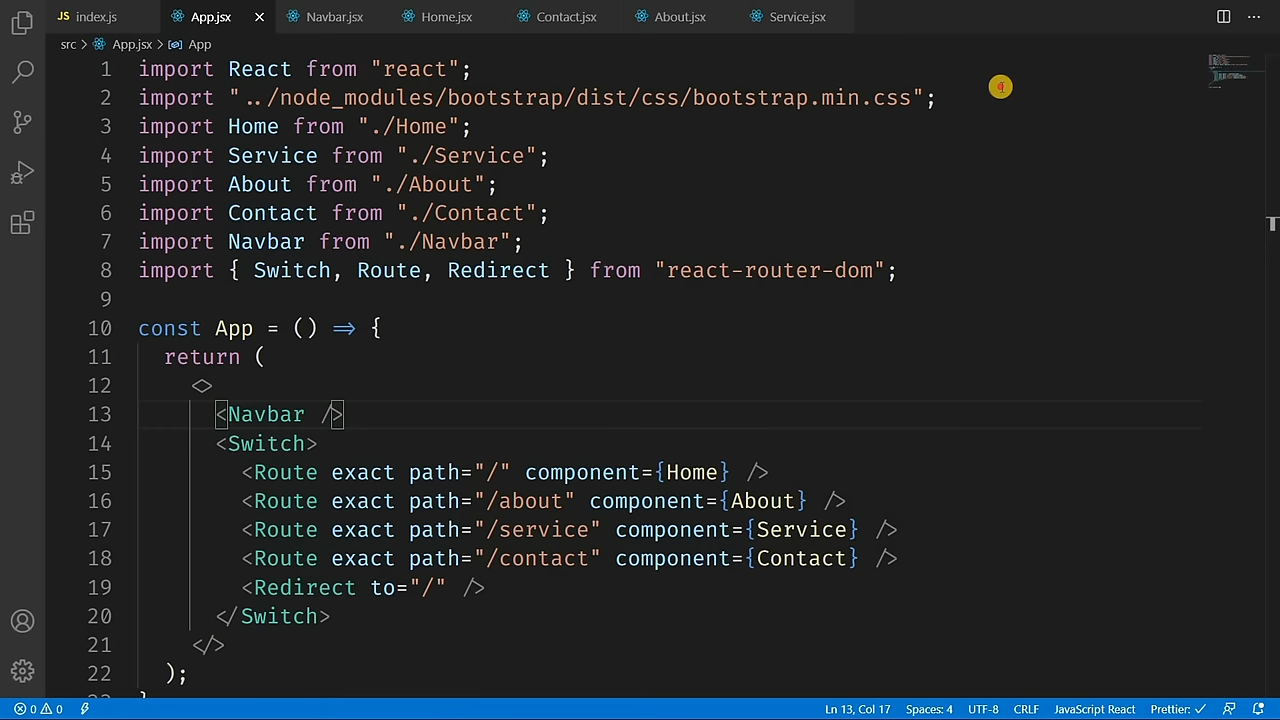 JS index.js App.jsx Navbar.jsx Home.jsx Contact.jsx About.jsx Service.jsx
src > App.jsx > App
1 import React from "react";
2 import "../node_modules/bootstrap/dist/css/bootstrap.min.css";
3 import Home from "./Home";
4 import Service from "./Service";
5 import About from "./About";
6 import Contact from "./Contact";
7 import Navbar from "./Navbar";
8 import { Switch, Route, Redirect } from "react-router-dom";
9
10 const App = () => {
11 return (
12 <>
13 <Navbar />
14 <Switch>
15 <Route exact path="/" component={Home} />
16 <Route exact path="/about" component={About} />
17 <Route exact path="/service" component={Service} />
18 <Route exact path="/contact" component={Contact} />
19 <Redirect to="/" />
20 </Switch>
21 </>
22 );
0 0 Ln 13, Col 17 Spaces: 4 UTF-8 CRLF JavaScript React Prettier: ✓